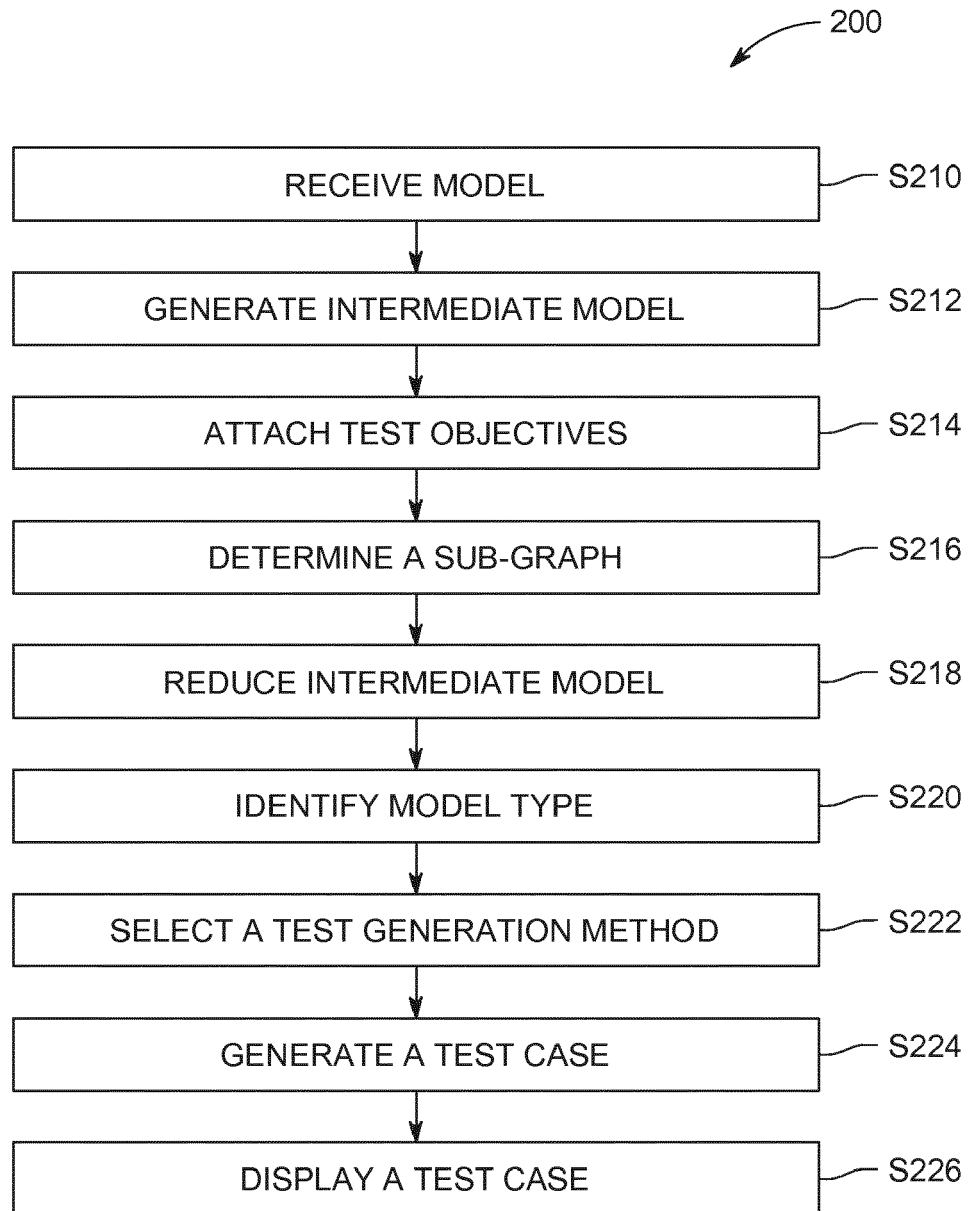 200
RECEIVE MODEL S210
GENERATE INTERMEDIATE MODEL S212
ATTACH TEST OBJECTIVES S214
DETERMINE A SUB-GRAPH S216
REDUCE INTERMEDIATE MODEL S218
IDENTIFY MODEL TYPE S220
SELECT A TEST GENERATION METHOD S222
GENERATE A TEST CASE S224
DISPLAY A TEST CASE S226